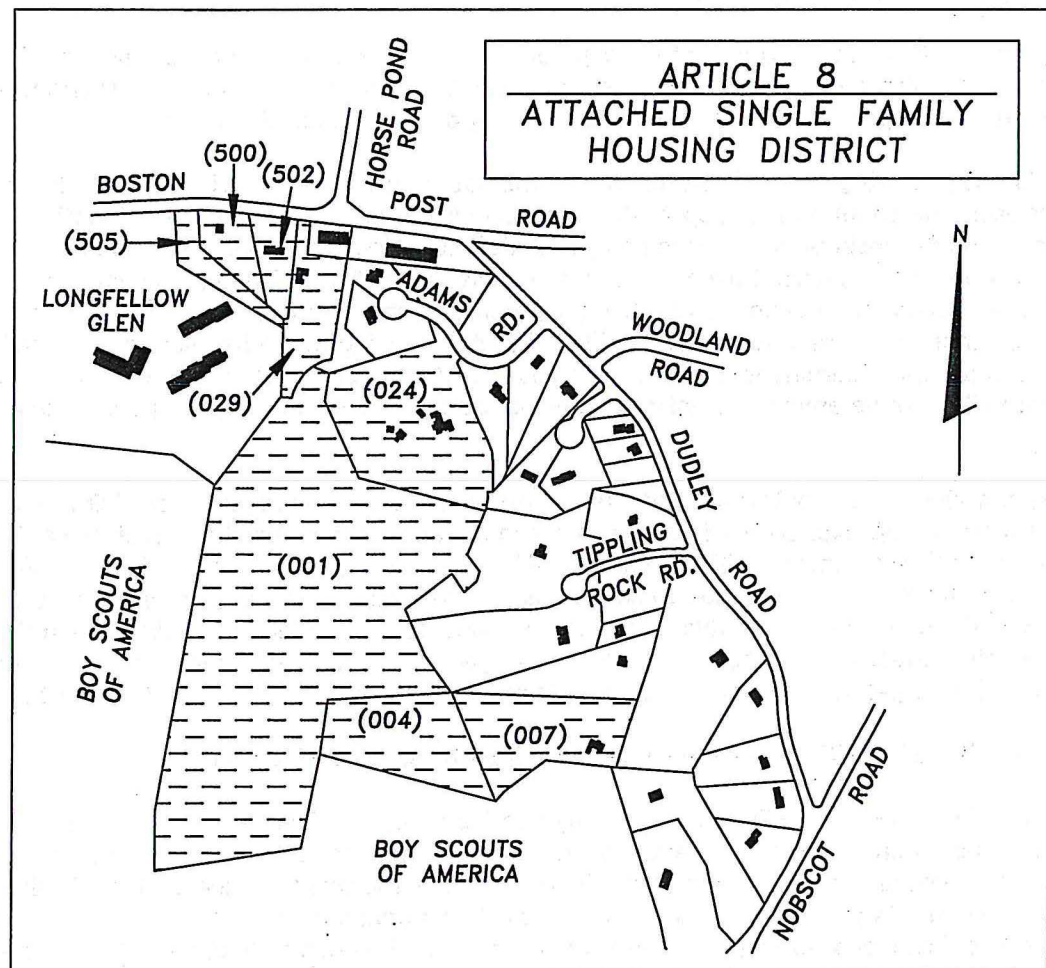 ARTICLE 8
ATTACHED SINGLE FAMILY
HOUSING DISTRICT
HORSE POND
ROAD
(500)
(502)
BOSTON
POST
ROAD
(505)
N
ADAMS
RD.
LONGFELLOW
GLEN
WOODLAND
ROAD
(029)
(024)
DUDLEY
ROAD
(001)
TIPPLING
ROCK RD.
BOY SCOUTS
OF AMERICA
(004)
(007)
BOY SCOUTS
OF AMERICA
NOBSCOT
ROAD